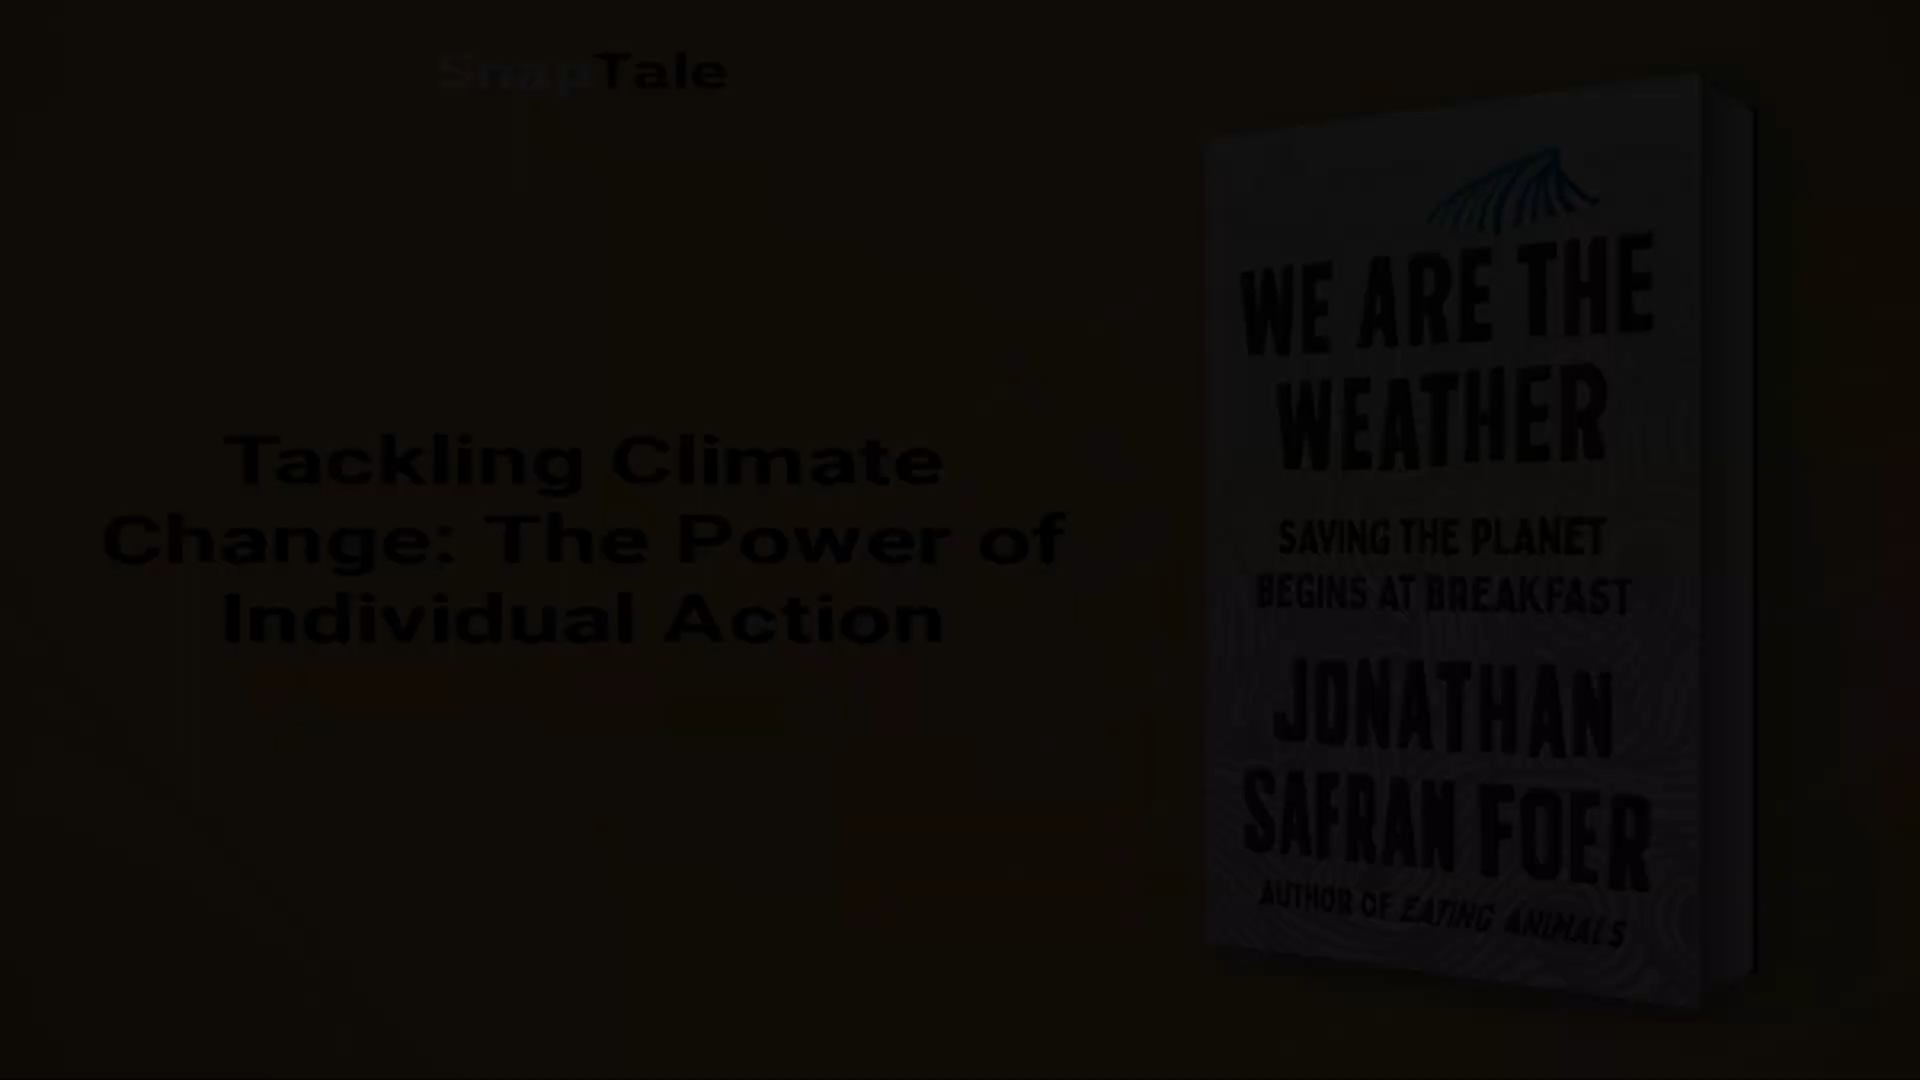 SnapTale
Tackling Climate
Change: The Power of
Individual Action
WE ARE THE
WEATHER
SAVING THE PLANET
BEGINS AT BREAKFAST
JONATHAN
SAFRAN FOER
AUTHOR OF EATING ANIMALS